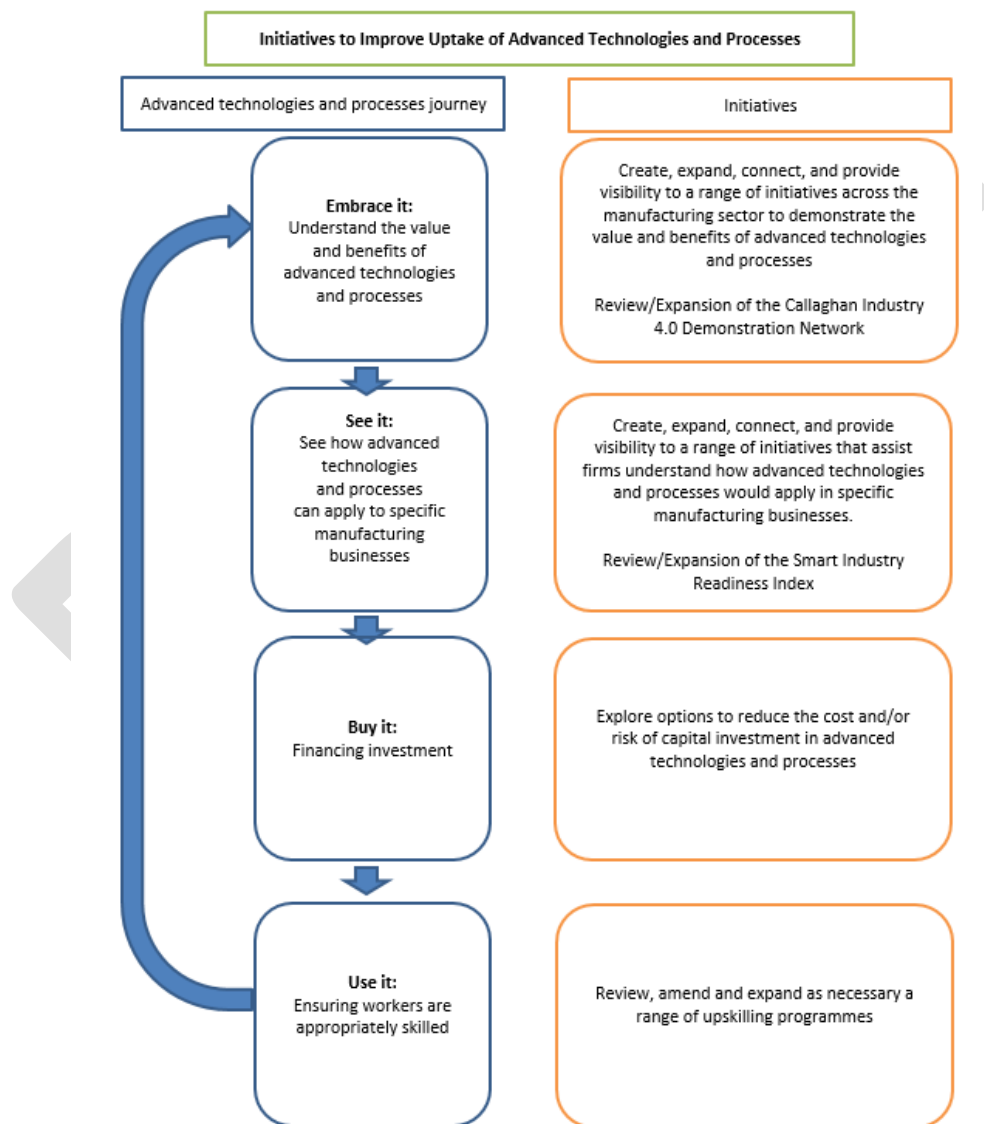 Initiatives to Improve Uptake of Advanced Technologies and Processes
Advanced technologies and processes journey
Initiatives
Embrace it:
Understand the value
and benefits of
advanced technologies
and processes
Create, expand, connect, and provide
visibility to a range of initiatives across the
manufacturing sector to demonstrate the
value and benefits of advanced technologies
and processes
Review/Expansion of the Callaghan Industry
4.0 Demonstration Network
See it:
See how advanced
technologies
and processes
can apply to specific
manufacturing
businesses
Create, expand, connect, and provide
visibility to a range of initiatives that assist
firms understand how advanced technologies
and processes would apply in specific
manufacturing businesses.
Review/Expansion of the Smart Industry
Readiness Index
Buy it:
Financing investment
Explore options to reduce the cost and/or
risk of capital investment in advanced
technologies and processes
Use it:
Ensuring workers are
appropriately skilled
Review, amend and expand as necessary a
range of upskilling programmes